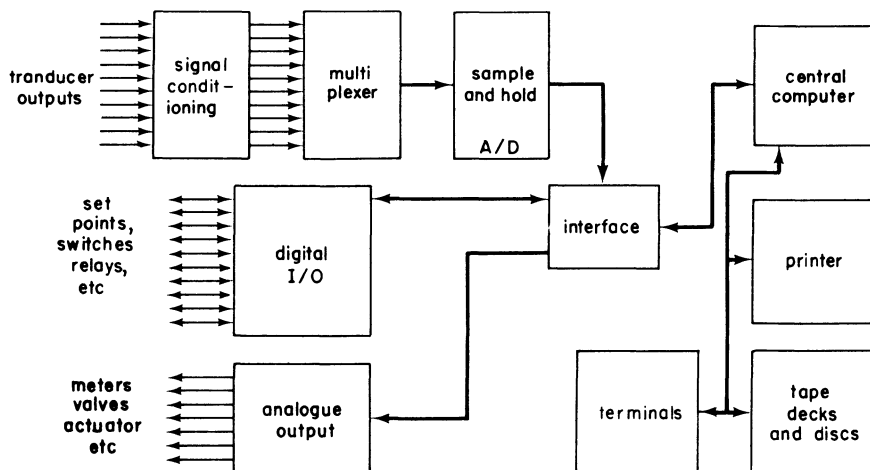 tranducer
outputs
signal
condit-
ioning
multi
plexer
sample
and hold
A/D
central
computer
set
points,
switches
relays,
etc
digital
I/O
interface
printer
meters
valves
actuator
etc
analogue
output
terminals
tape
decks
and discs